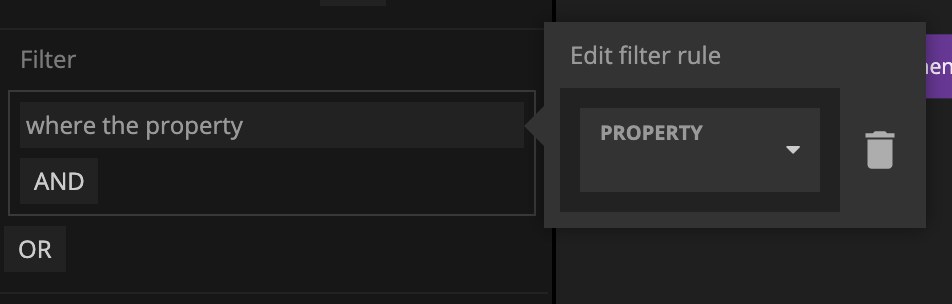 Filter
where the property
AND
OR
Edit filter rule
PROPERTY